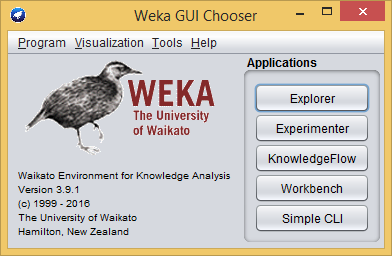 Weka GUI Chooser
Program Visualization Tools Help
WEKA
The University
of Waikato
Waikato Environment for Knowledge Analysis
Version 3.9.1
(c) 1999 - 2016
The University of Waikato
Hamilton, New Zealand
Applications
Explorer
Experimenter
KnowledgeFlow
Workbench
Simple CLI